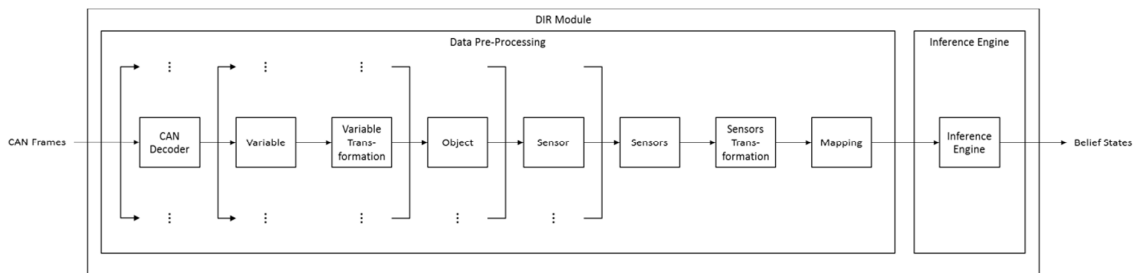 DIR Module
Data Pre-Processing
Inference Engine
⋮ ⋮ ⋮
CAN Frames
CAN
Decoder
Variable
Variable
Trans-
formation
Object
Sensor
Sensors
Sensors
Trans-
formation
Mapping
Inference
Engine
Belief States
⋮ ⋮ ⋮ ⋮ ⋮